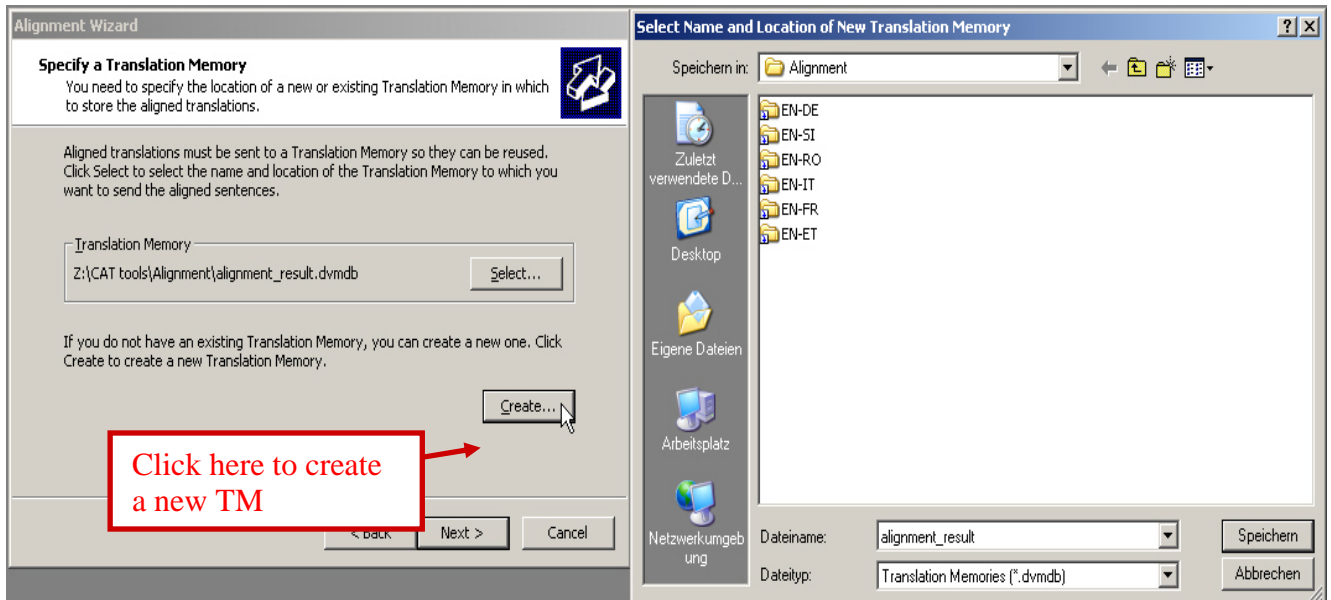 Alignment Wizard
Specify a Translation Memory
You need to specify the location of a new or existing Translation Memory in which
to store the aligned translations.
Aligned translations must be sent to a Translation Memory so they can be reused.
Click Select to select the name and location of the Translation Memory to which you
want to send the aligned sentences.
Translation Memory
Z:\CAT tools\Alignment\alignment_result.dvmdb
Select...
If you do not have an existing Translation Memory, you can create a new one. Click
Create to create a new Translation Memory.
Create...
Click here to create
a new TM
< Back
Next >
Cancel
Select Name and Location of New Translation Memory
Speichern in:
Alignment
Zuletzt
verwendete D...
Desktop
Eigene Dateien
Arbeitsplatz
Netzwerkumgeb
ung
EN-DE
EN-SI
EN-RO
EN-IT
EN-FR
EN-ET
Dateiname:
alignment_result
Speichern
Dateityp:
Translation Memories (*.dvmdb)
Abbrechen